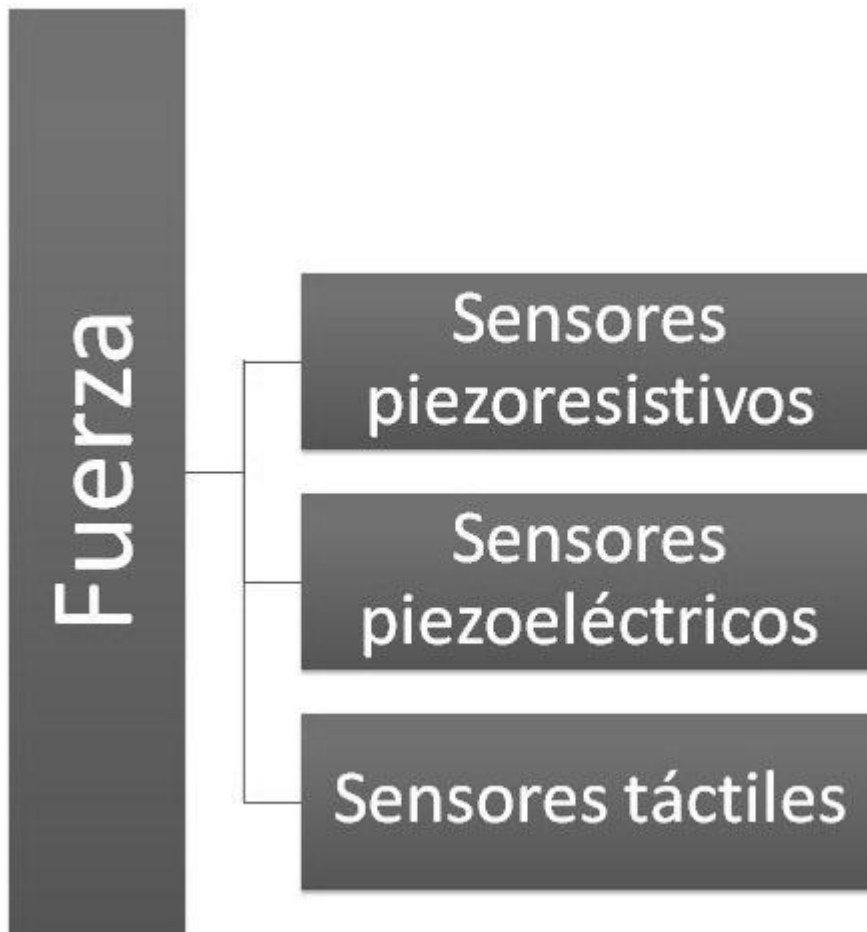 Fuerza
Sensores
piezoresistivos
Sensores
piezoeléctricos
Sensores táctiles